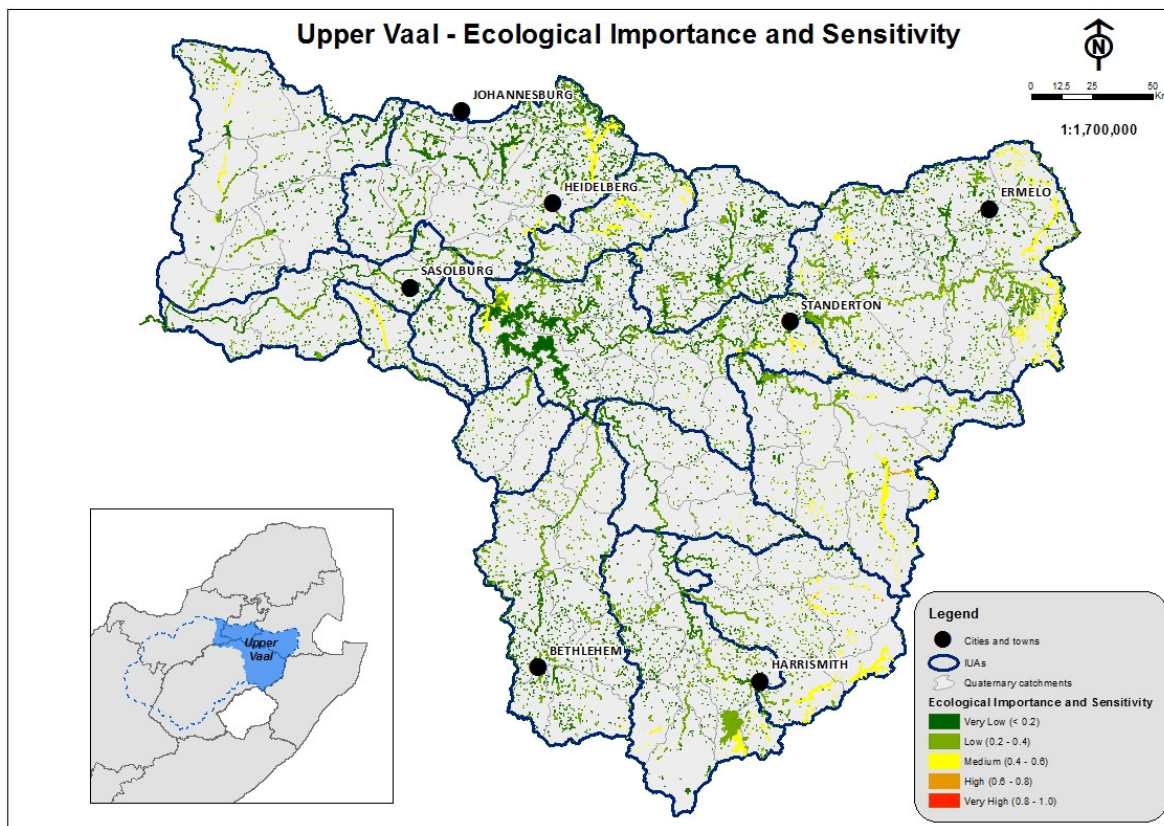 Upper Vaal - Ecological Importance and Sensitivity
N
0 12.5 25 50
Km
1:1,700,000
JOHANNESBURG
HEIDELBERG
ERMELO
SASOLBURG
STANDERTON
BETHLEHEM
HARRISMITH
Upper
Vaal
Legend
Cities and towns
IUAs
Quaternary catchments
Ecological Importance and Sensitivity
Very Low (< 0.2)
Low (0.2 - 0.4)
Medium (0.4 - 0.6)
High (0.6 - 0.8)
Very High (0.8 - 1.0)